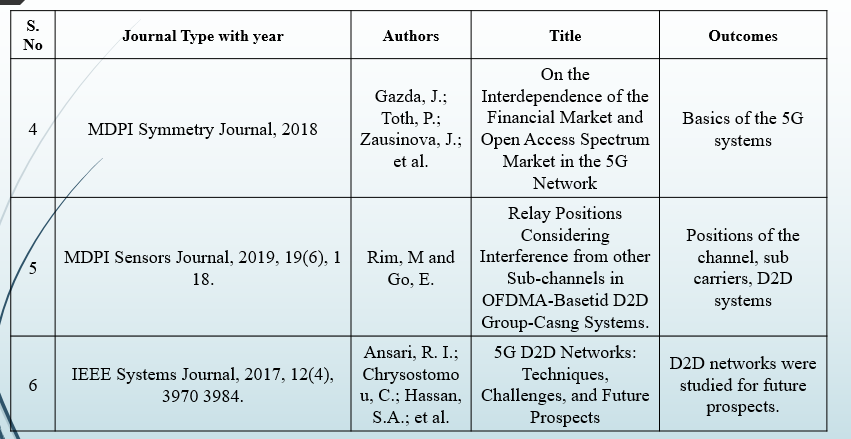 S.
No
Journal Type with year
Authors
Title
Outcomes
4
MDPI Symmetry Journal, 2018
Gazda, J.;
Toth, P.;
Zausinova, J.;
et al.
On the
Interdependence of the
Financial Market and
Open Access Spectrum
Market in the 5G
Network
Basics of the 5G
systems
5
MDPI Sensors Journal, 2019, 19(6), 1
18.
Rim, M and
Go, E.
Relay Positions
Considering
Interference from other
Sub-channels in
OFDMA-Basetid D2D
Group-Casng Systems.
Positions of the
channel, sub
carriers, D2D
systems
6
IEEE Systems Journal, 2017, 12(4),
3970 3984.
Ansari, R. I.;
Chrysostomo
u, C.; Hassan,
S.A.; et al.
5G D2D Networks:
Techniques,
Challenges, and Future
Prospects
D2D networks were
studied for future
prospects.